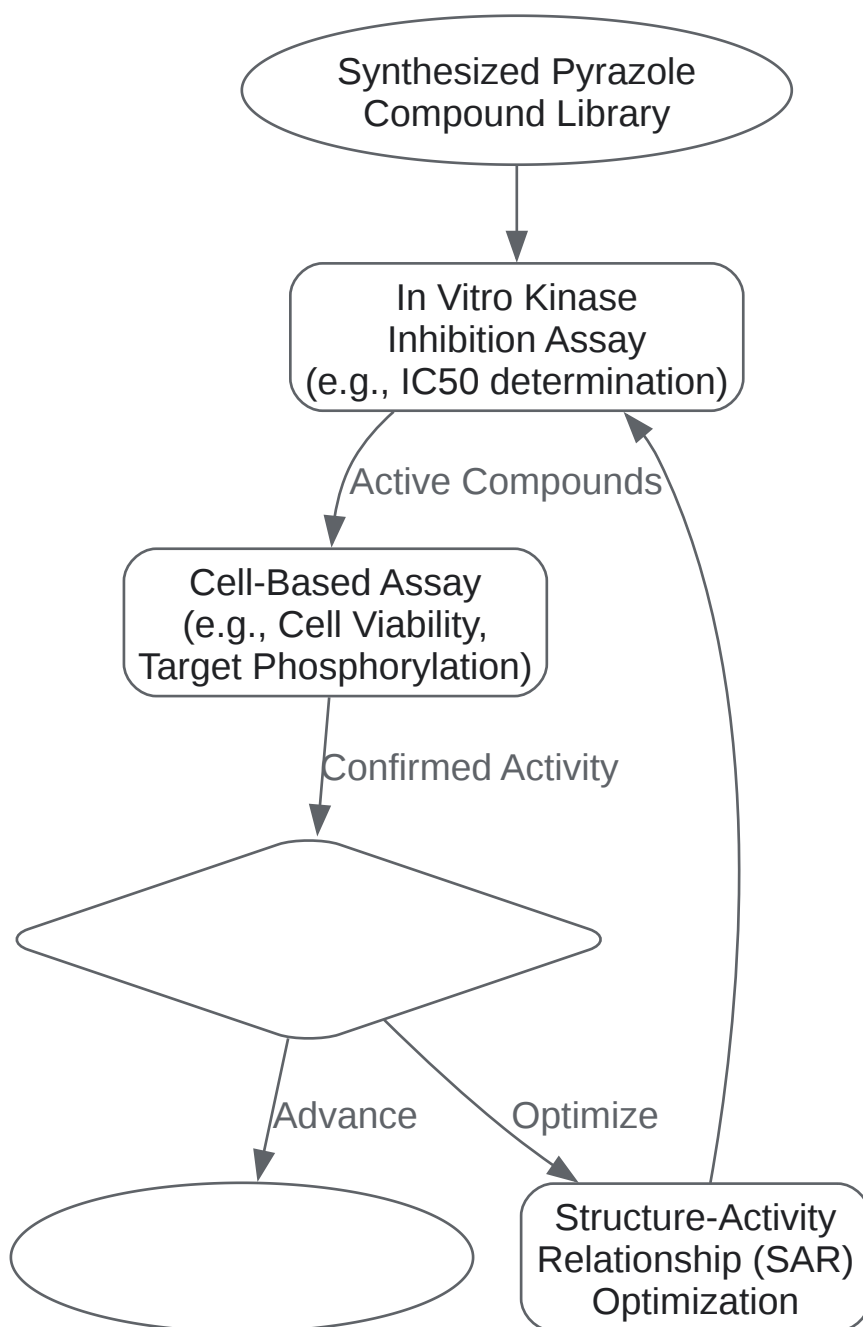 Synthesized Pyrazole
Compound Library
In Vitro Kinase
Inhibition Assay
(e.g., IC50 determination)
Active Compounds
Cell-Based Assay
(e.g., Cell Viability,
Target Phosphorylation)
Confirmed Activity
Advance
Optimize
Structure-Activity
Relationship (SAR)
Optimization